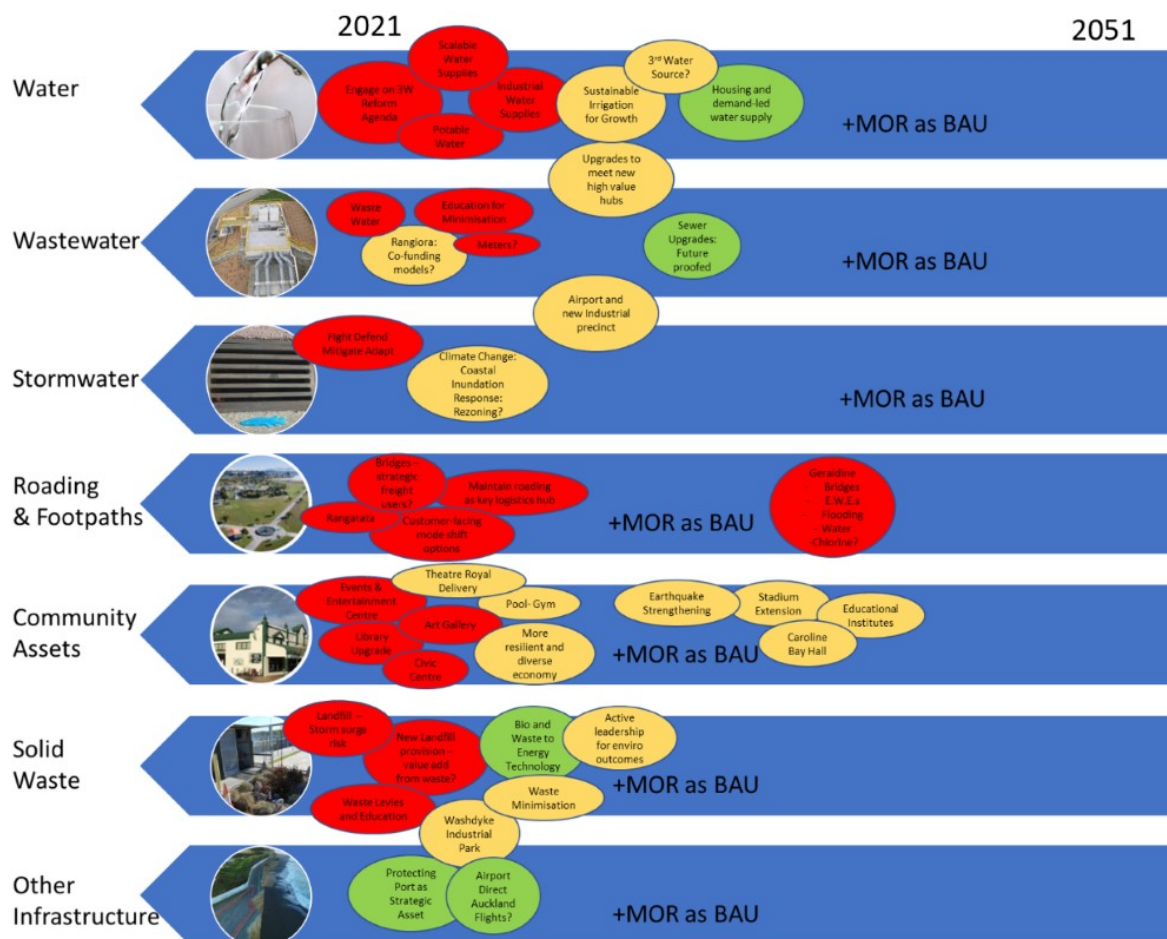 2021
2051
Water
Engage on 3W
Reform
Agenda
Scalable
Water
Supplies
Potable
Water
Industrial
Water
Supplies
Sustainable
Irrigation
for Growth
3rd Water
Source?
Housing and
demand-led
water supply
+MOR as BAU
Upgrades to
meet new
high value
hubs
Wastewater
Waste
Water
Rangiora:
Co-funding
models?
Education for
Minimisation
Meters?
Sewer
Upgrades:
Future
proofed
+MOR as BAU
Airport and
new Industrial
precinct
Stormwater
Fight Defend
Mitigate Adapt
Climate Change:
Coastal
Inundation
Response:
Rezoning?
+MOR as BAU
Roading
& Footpaths
Bridges –
strategic
freight
users?
Rangatata
Maintain roading
as key logistics hub
Customer-facing
mode shift
options
+MOR as BAU
Geraldine
- Bridges
- E.W.E.s
- Flooding
- Water
-Chlorine?
Community
Assets
Events &
Entertainment
Centre
Theatre Royal
Delivery
Library
Upgrade
Art Gallery
Civic
Centre
Pool- Gym
More
resilient and
diverse
economy
Earthquake
Strengthening
Stadium
Extension
Educational
Institutes
Caroline
Bay Hall
+MOR as BAU
Solid
Waste
Landfill –
Storm surge
risk
New Landfill
provision –
value add
from waste?
Waste Levies
and Education
Bio and
Waste to
Energy
Technology
Active
leadership
for enviro
outcomes
Waste
Minimisation
+MOR as BAU
Washdyke
Industrial
Park
Other
Infrastructure
Protecting
Port as
Strategic
Asset
Airport
Direct
Auckland
Flights?
+MOR as BAU